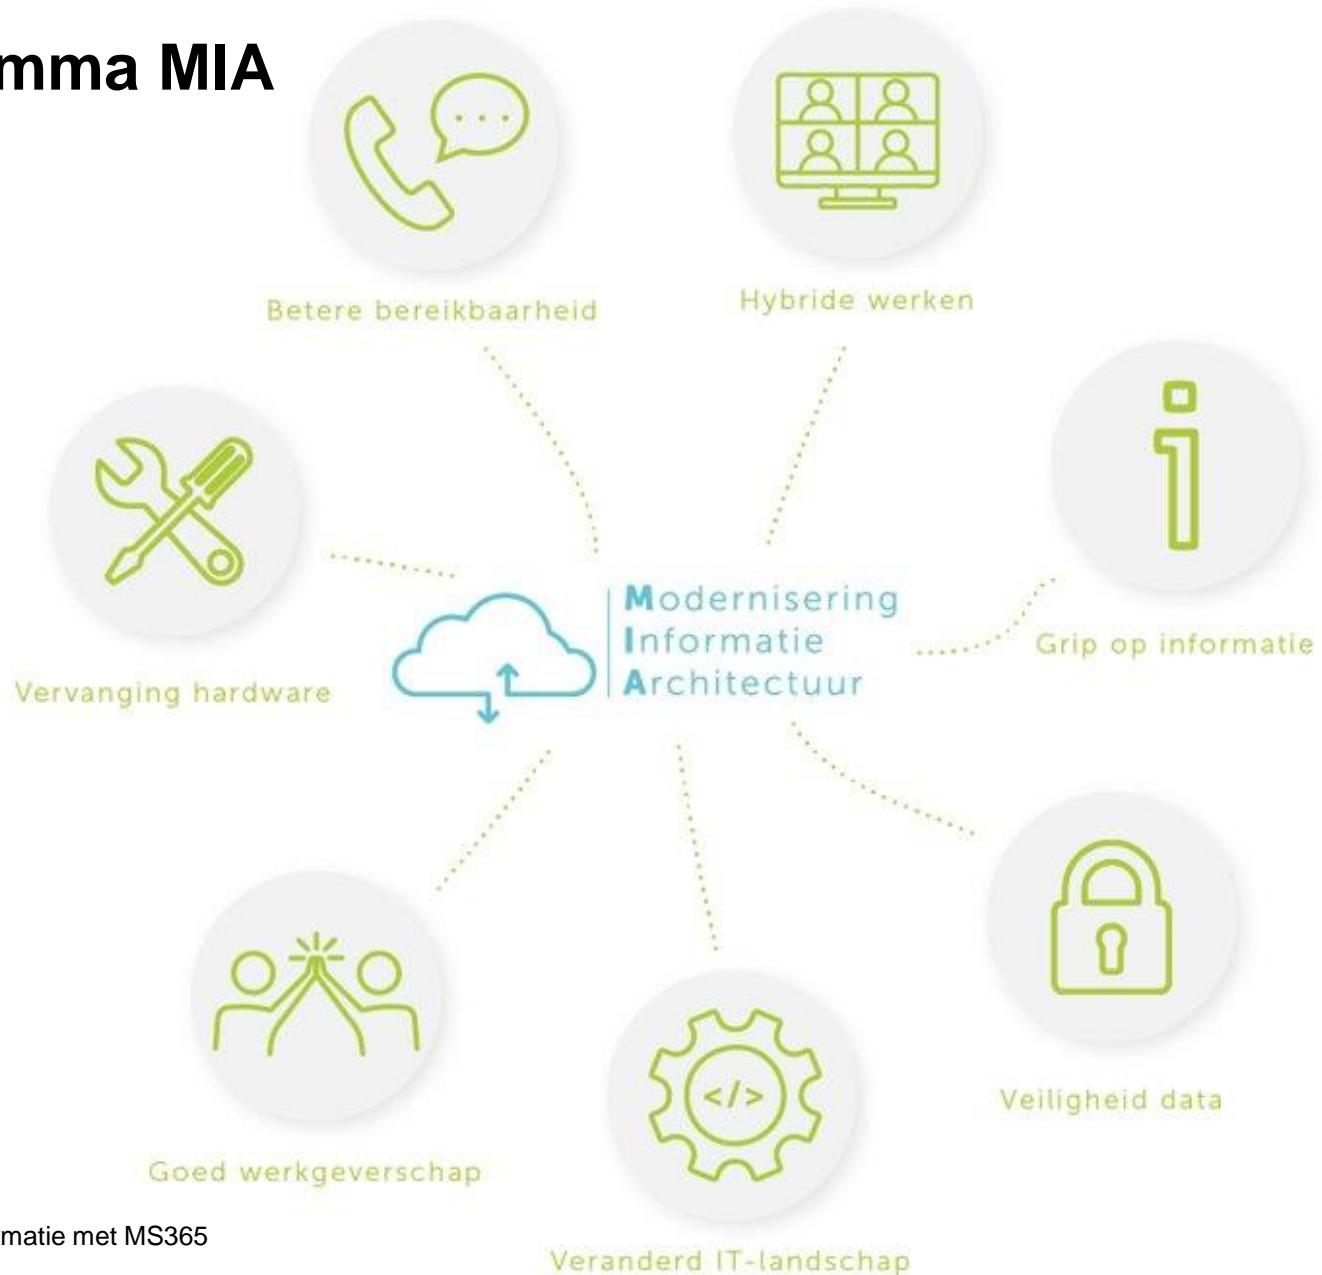 mma MIA
Betere bereikbaarheid
Hybride werken
Grip op informatie
Vervanging hardware
Modernisering
Informatie
Architectuur
Veiligheid data
Goed werkgeverschap
</>
Veranderd IT-landschap
rmatie met MS365